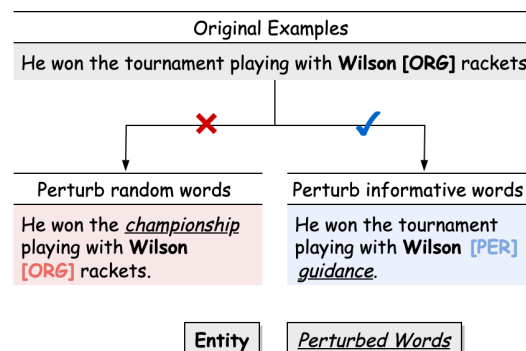 Original Examples
He won the tournament playing with Wilson [ORG] rackets
Perturb random words
He won the championship
playing with Wilson
[ORG] rackets.
Perturb informative words
He won the tournament
playing with Wilson [PER]
guidance.
Entity
Perturbed Words